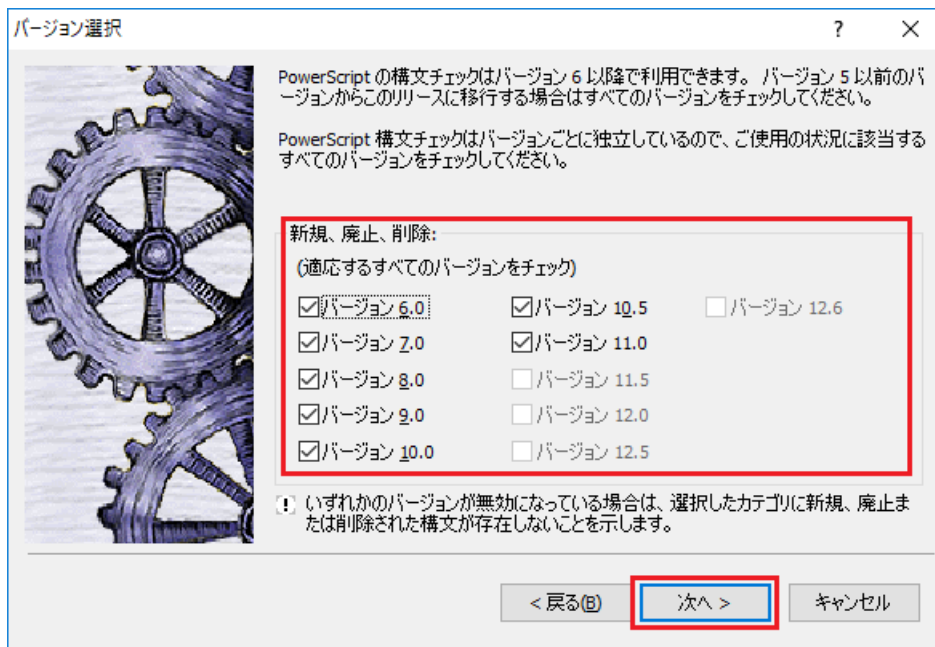 バージョン選択
?
PowerScript の構文チェックはバージョン 6 以降で利用できます。 バージョン 5 以前のバ
ージョンからこのリリースに移行する場合はすべてのバージョンをチェックしてください。
PowerScript 構文チェックはバージョンごとに独立しているので、ご使用の状況に該当する
すべてのバージョンをチェックしてください。
新規、廃止、削除:
(適応するすべてのバージョンをチェック)
バージョン 6.0
バージョン 7.0
バージョン 8.0
バージョン 9.0
バージョン 10.0
バージョン 10.5
バージョン 11.0
バージョン 11.5
バージョン 12.0
バージョン 12.5
バージョン 12.6
! いずれかのバージョンが無効になっている場合は、選択したカテゴリに新規、廃止ま
たは削除された構文が存在しないことを示します。
< 戻る(B)
次へ >
キャンセル